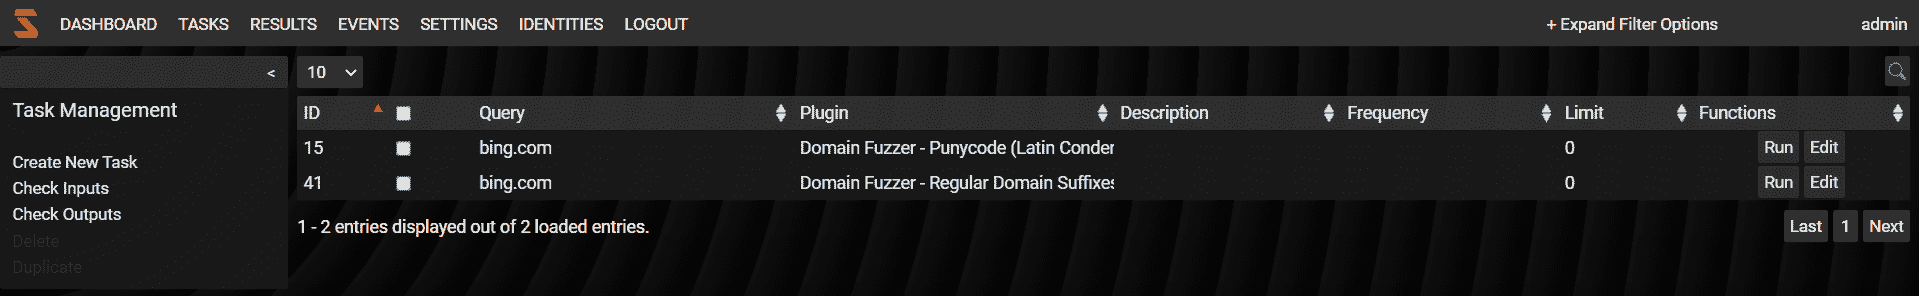 DASHBOARD TASKS RESULTS EVENTS SETTINGS IDENTITIES LOGOUT + Expand Filter Options admin
< 10
Task Management
Create New Task
Check Inputs
Check Outputs
Delete
Duplicate
ID Query Plugin Description Frequency Limit Functions
15 bing.com Domain Fuzzer - Punycode (Latin Conder 0 Run Edit
41 bing.com Domain Fuzzer - Regular Domain Suffixes 0 Run Edit
1 - 2 entries displayed out of 2 loaded entries. Last 1 Next